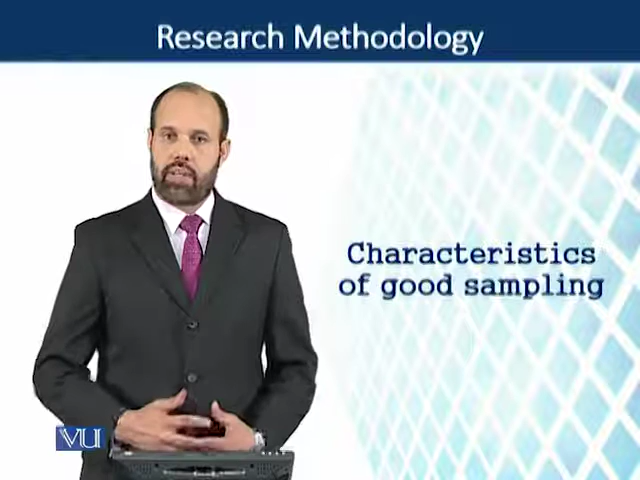 Research Methodology
Characteristics
of good sampling
VU